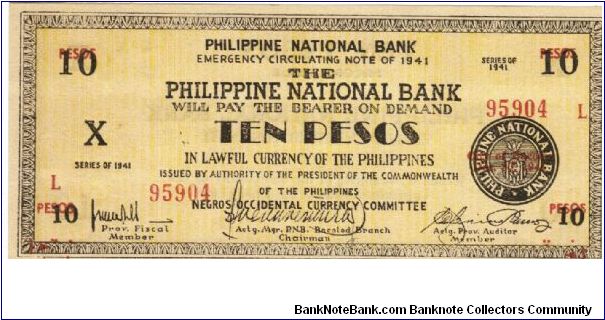 PHILIPPINE NATIONAL BANK
EMERGENCY CIRCULATING NOTE OF 1941
PESOS
10
SERIES OF
1941
PESOS
10
THE
PHILIPPINE NATIONAL BANK
WILL PAY THE BEARER ON DEMAND
95904 L
X
TEN PESOS
SERIES OF 1941
IN LAWFUL CURRENCY OF THE PHILIPPINES
ISSUED BY AUTHORITY OF THE PRESIDENT OF THE COMMONWEALTH
OF THE PHILIPPINES
L 95904
NEGROS OCCIDENTAL CURRENCY COMMITTEE
PHILIPPINE NATIONAL BANK
PESOS
10
PESOS
10
Prov. Fiscal
Member
Actg. Mgr. P.N.B. Bacolod Branch
Chairman
Actg. Prov. Auditor
Member
BankNoteBank.com Banknote Collectors Community